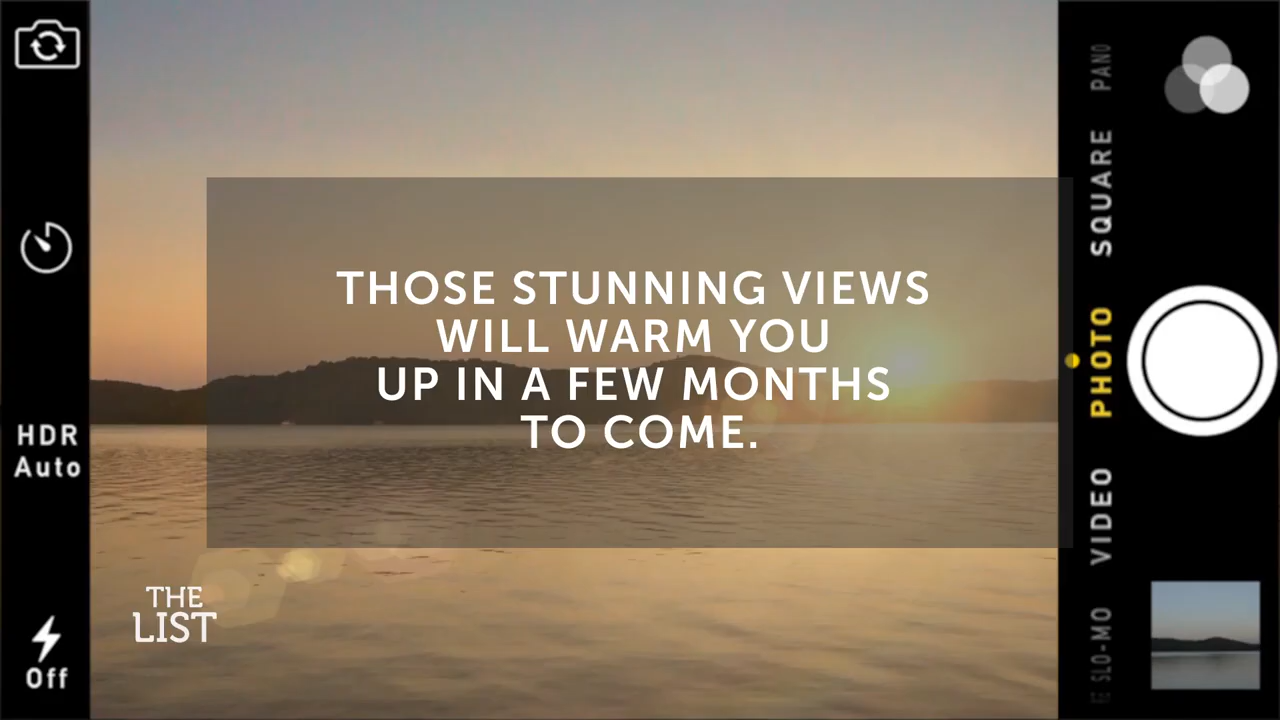 THOSE STUNNING VIEWS
WILL WARM YOU
UP IN A FEW MONTHS
TO COME.
HDR
Auto
Off
THE
LIST
PANO
SQUARE
PHOTO
VIDEO
SLO-MO